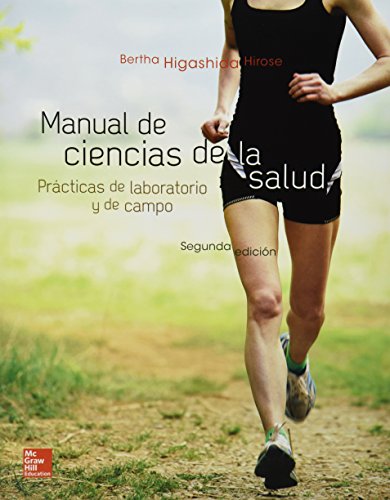 Bertha Higashida Hirose
Manual de
ciencias de la
salud
Prácticas de laboratorio
y de campo
Segunda edición
Mc
Graw
Hill
Education